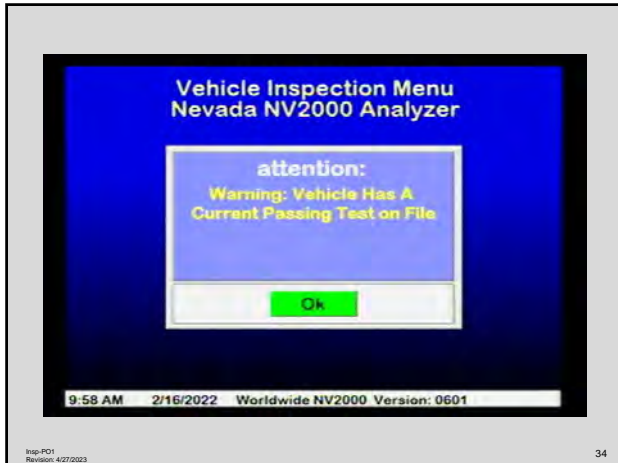 Vehicle Inspection Menu
Nevada NV2000 Analyzer
attention:
Warning: Vehicle Has A
Current Passing Test on File
Ok
9:58 AM 2/16/2022 Worldwide NV2000 Version: 0601
Insp-PO1
Revision: 4/27/2023
34